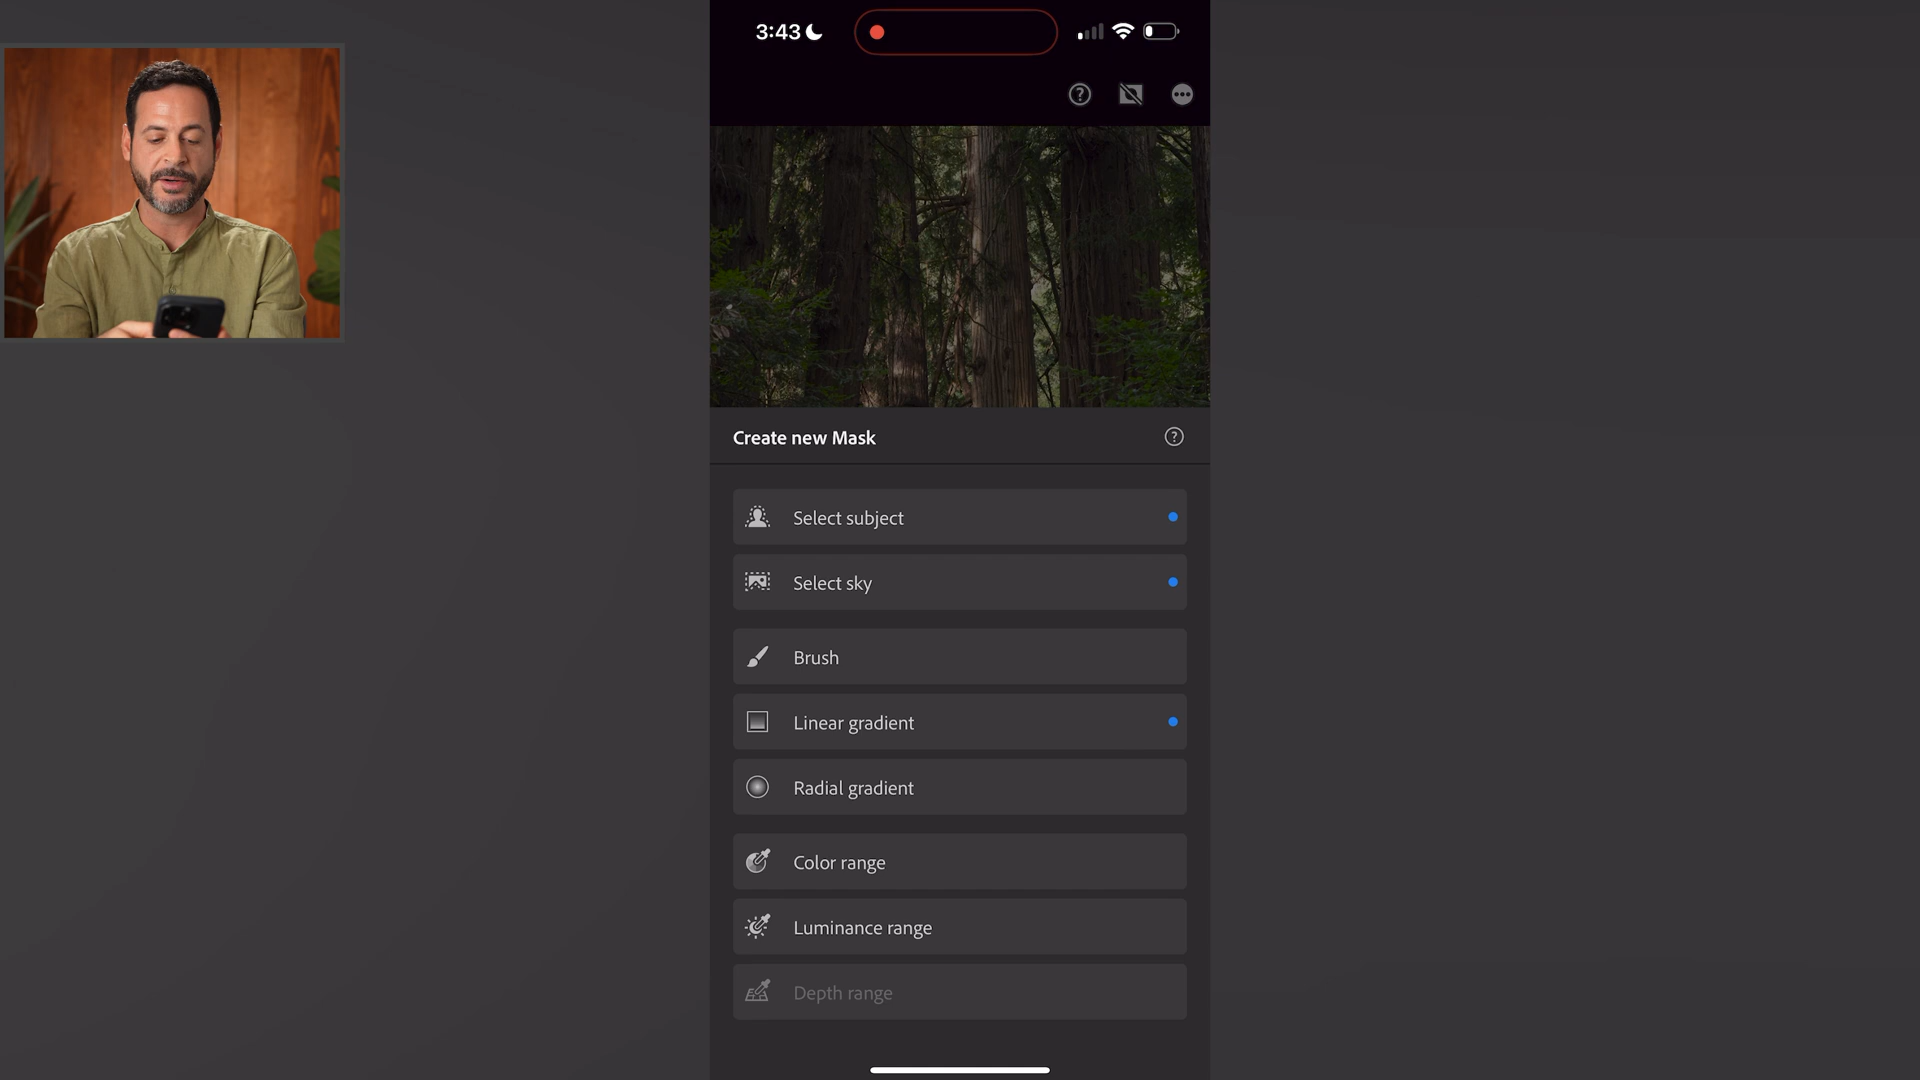 3:43
Create new Mask
Select subject
Select sky
Brush
Linear gradient
Radial gradient
Color range
Luminance range
Depth range